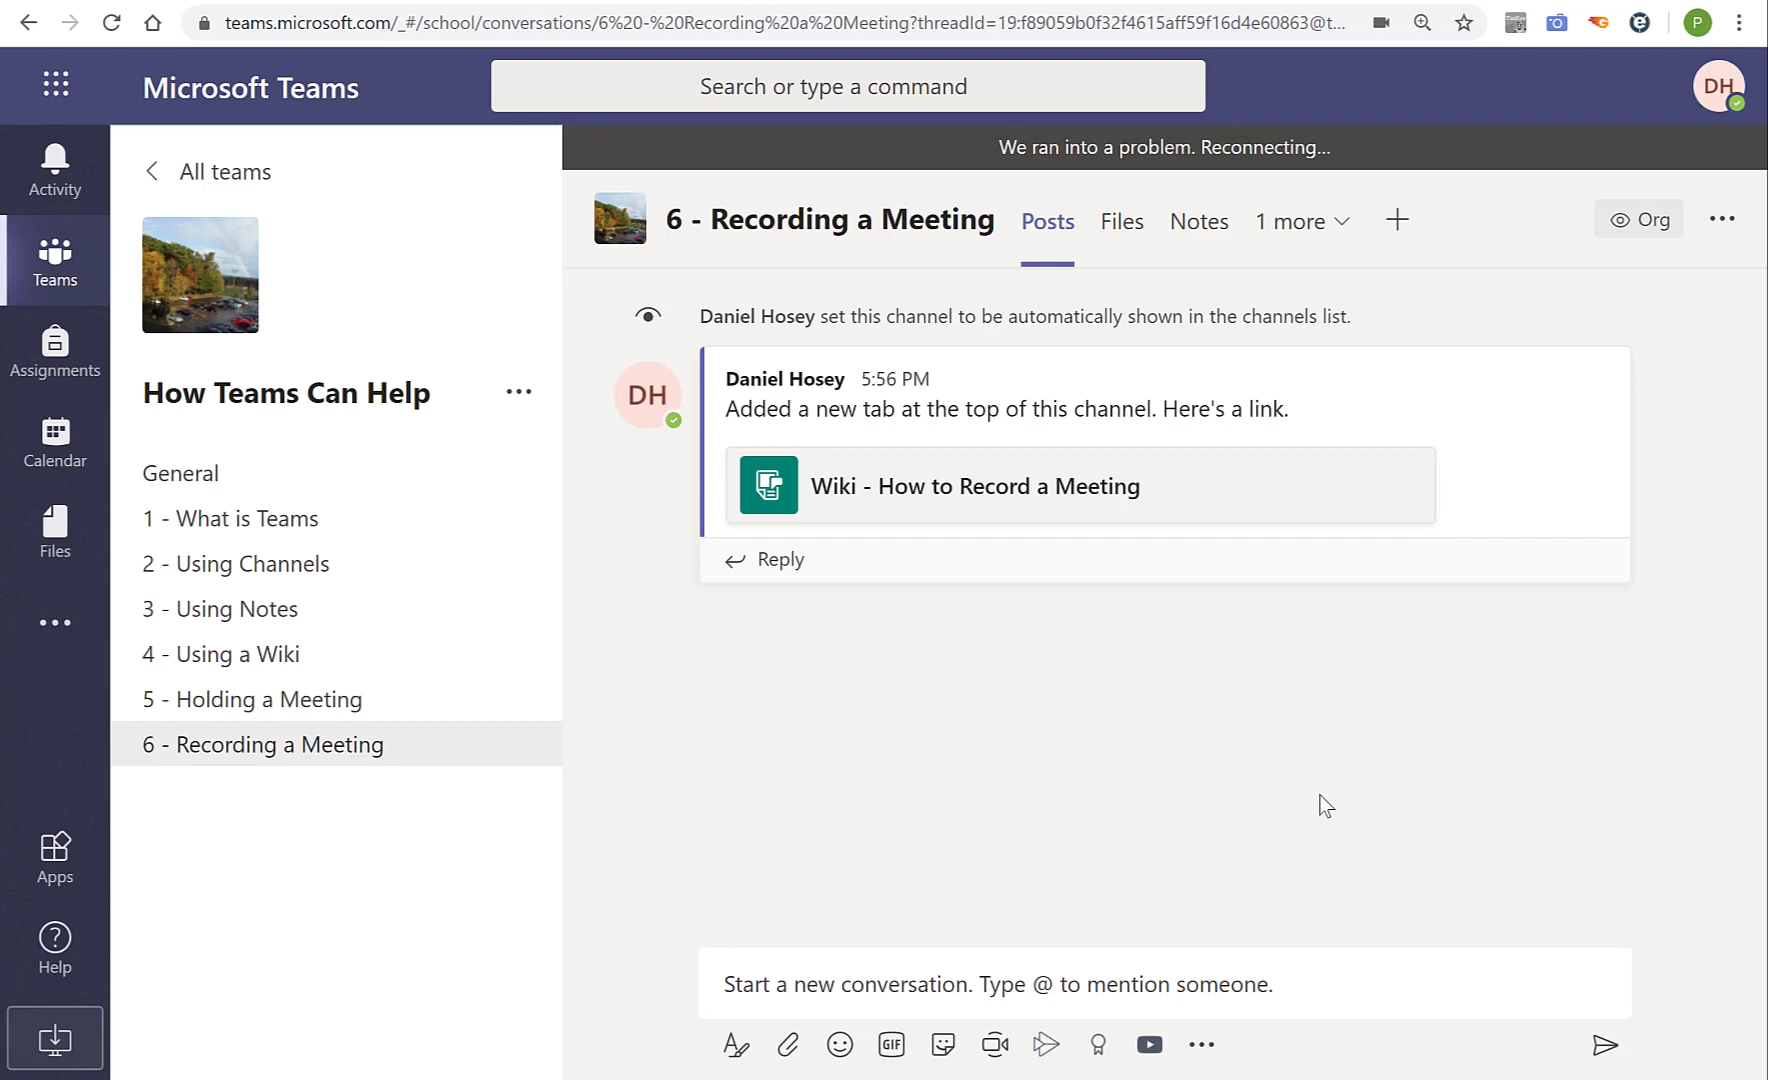 teams.microsoft.com/_#/school/conversations/6%20-%20Recording%20a%20Meeting?threadId=19:f89059b0f32f4615aff59f16d4e60863@t...
P
Microsoft Teams
Search or type a command
DH
Activity
Teams
Assignments
Calendar
Files
Apps
Help
All teams
How Teams Can Help
General
1 - What is Teams
2 - Using Channels
3 - Using Notes
4 - Using a Wiki
5 - Holding a Meeting
6 - Recording a Meeting
We ran into a problem. Reconnecting...
6 - Recording a Meeting Posts Files Notes 1 more Org
Daniel Hosey set this channel to be automatically shown in the channels list.
DH
Daniel Hosey 5:56 PM
Added a new tab at the top of this channel. Here's a link.
Wiki - How to Record a Meeting
Reply
Start a new conversation. Type @ to mention someone.
GIF